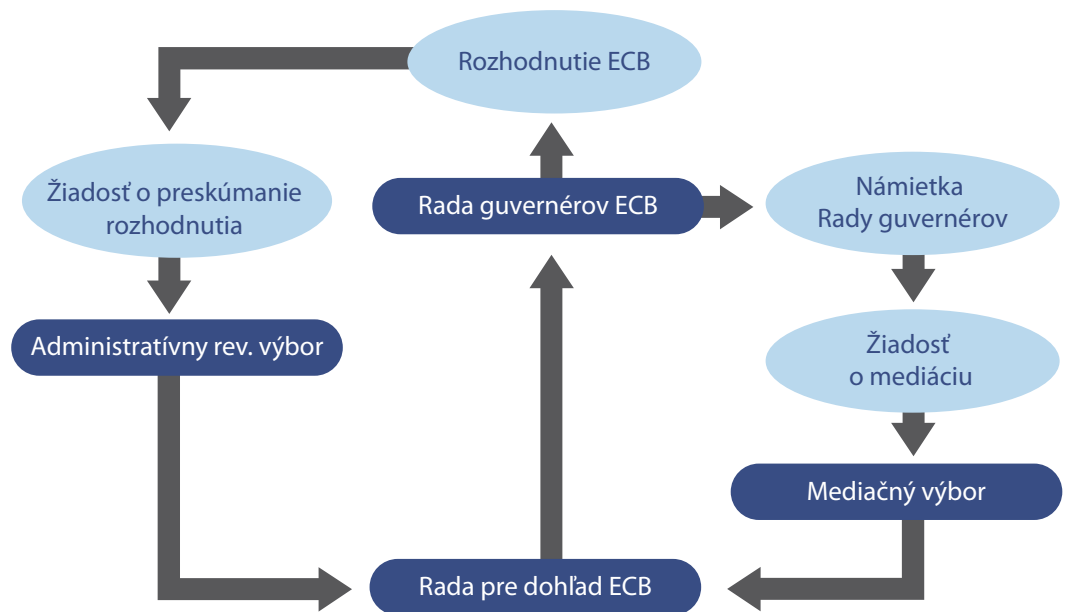 Rozhodnutie ECB
Žiadosť o preskúmanie
rozhodnutia
Rada guvernérov ECB
Námietka
Rady guvernérov
Administratívny rev. výbor
Žiadosť
o mediáciu
Mediačný výbor
Rada pre dohľad ECB